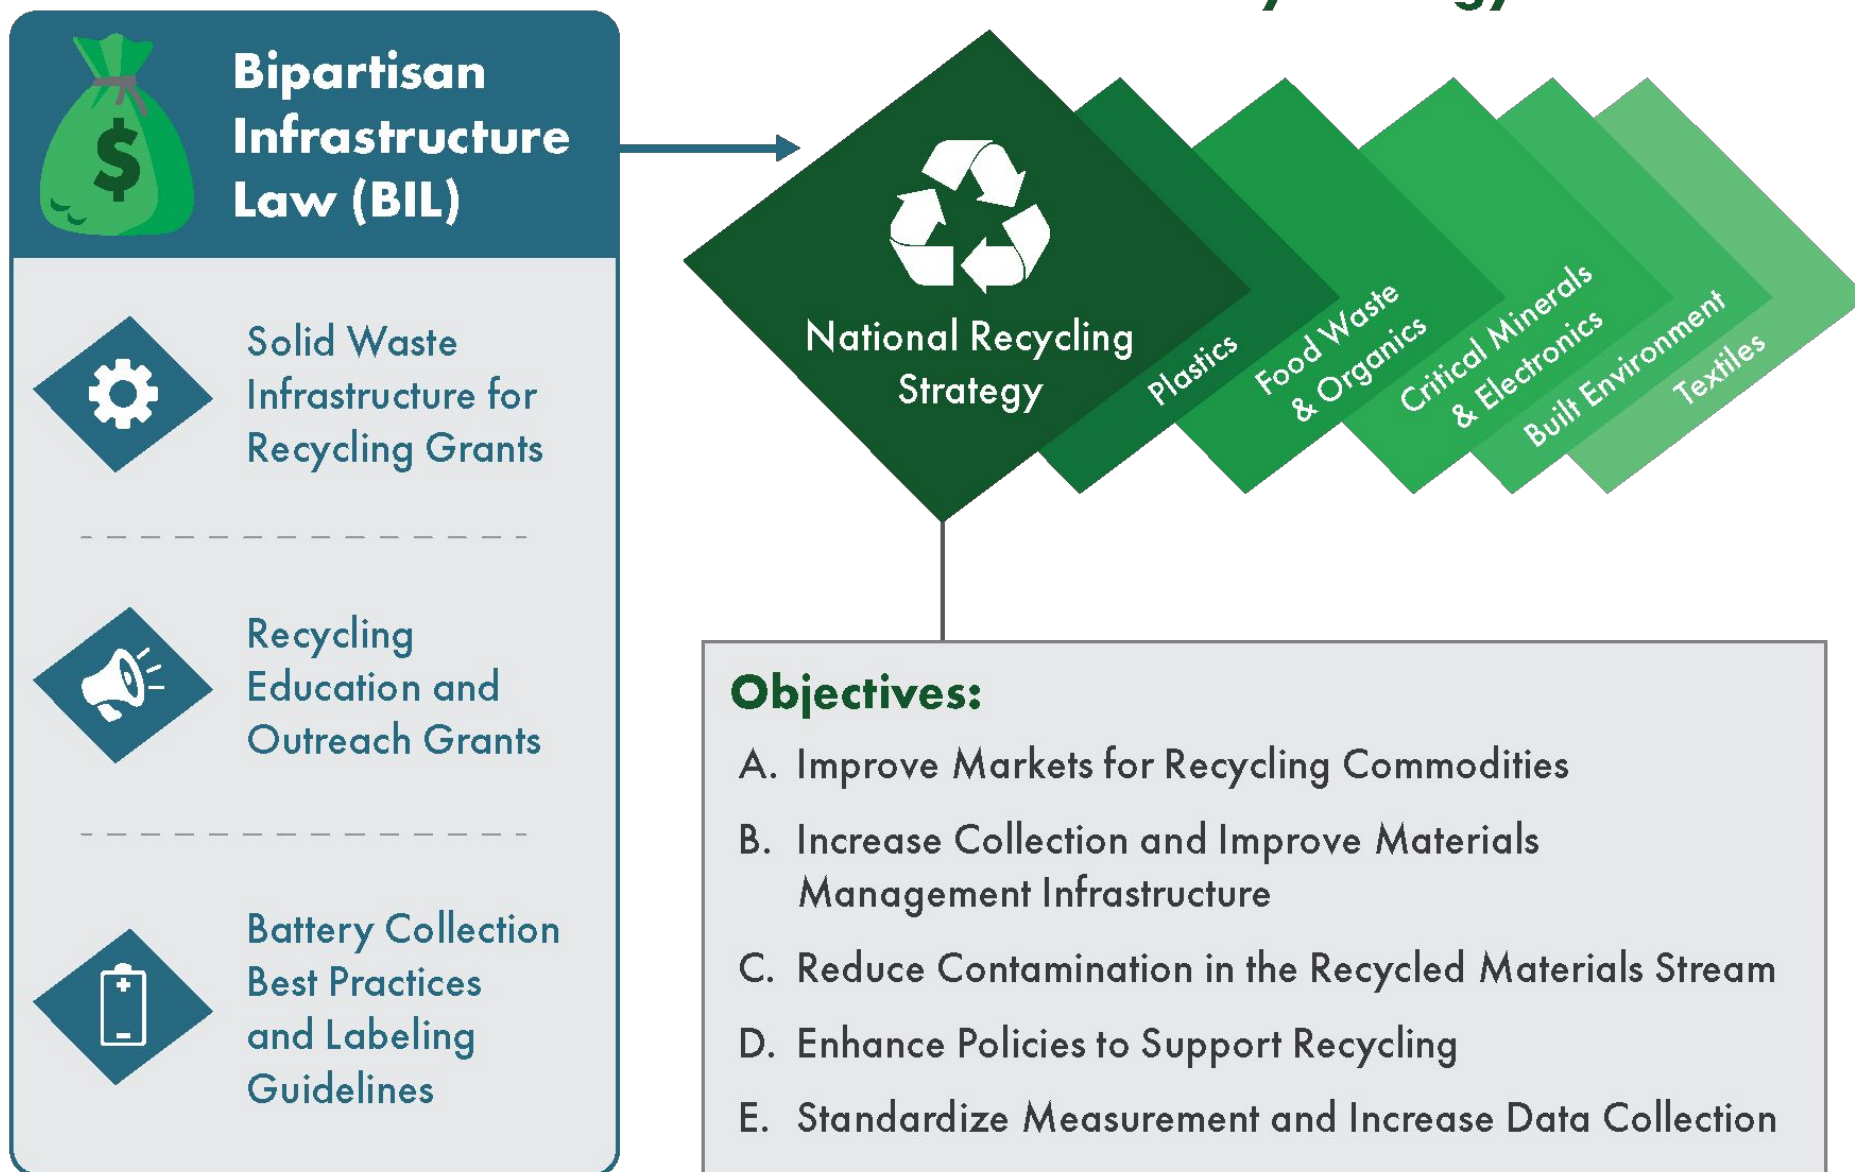 Bipartisan
Infrastructure
Law (BIL)
$
Solid Waste
Infrastructure for
Recycling Grants
Recycling
Education and
Outreach Grants
Battery Collection
Best Practices
and Labeling
Guidelines
National Recycling
Strategy
Plastics
Food Waste
& Organics
Critical Minerals
& Electronics
Built Environment
Textiles
Objectives:
A. Improve Markets for Recycling Commodities
B. Increase Collection and Improve Materials
Management Infrastructure
C. Reduce Contamination in the Recycled Materials Stream
D. Enhance Policies to Support Recycling
E. Standardize Measurement and Increase Data Collection